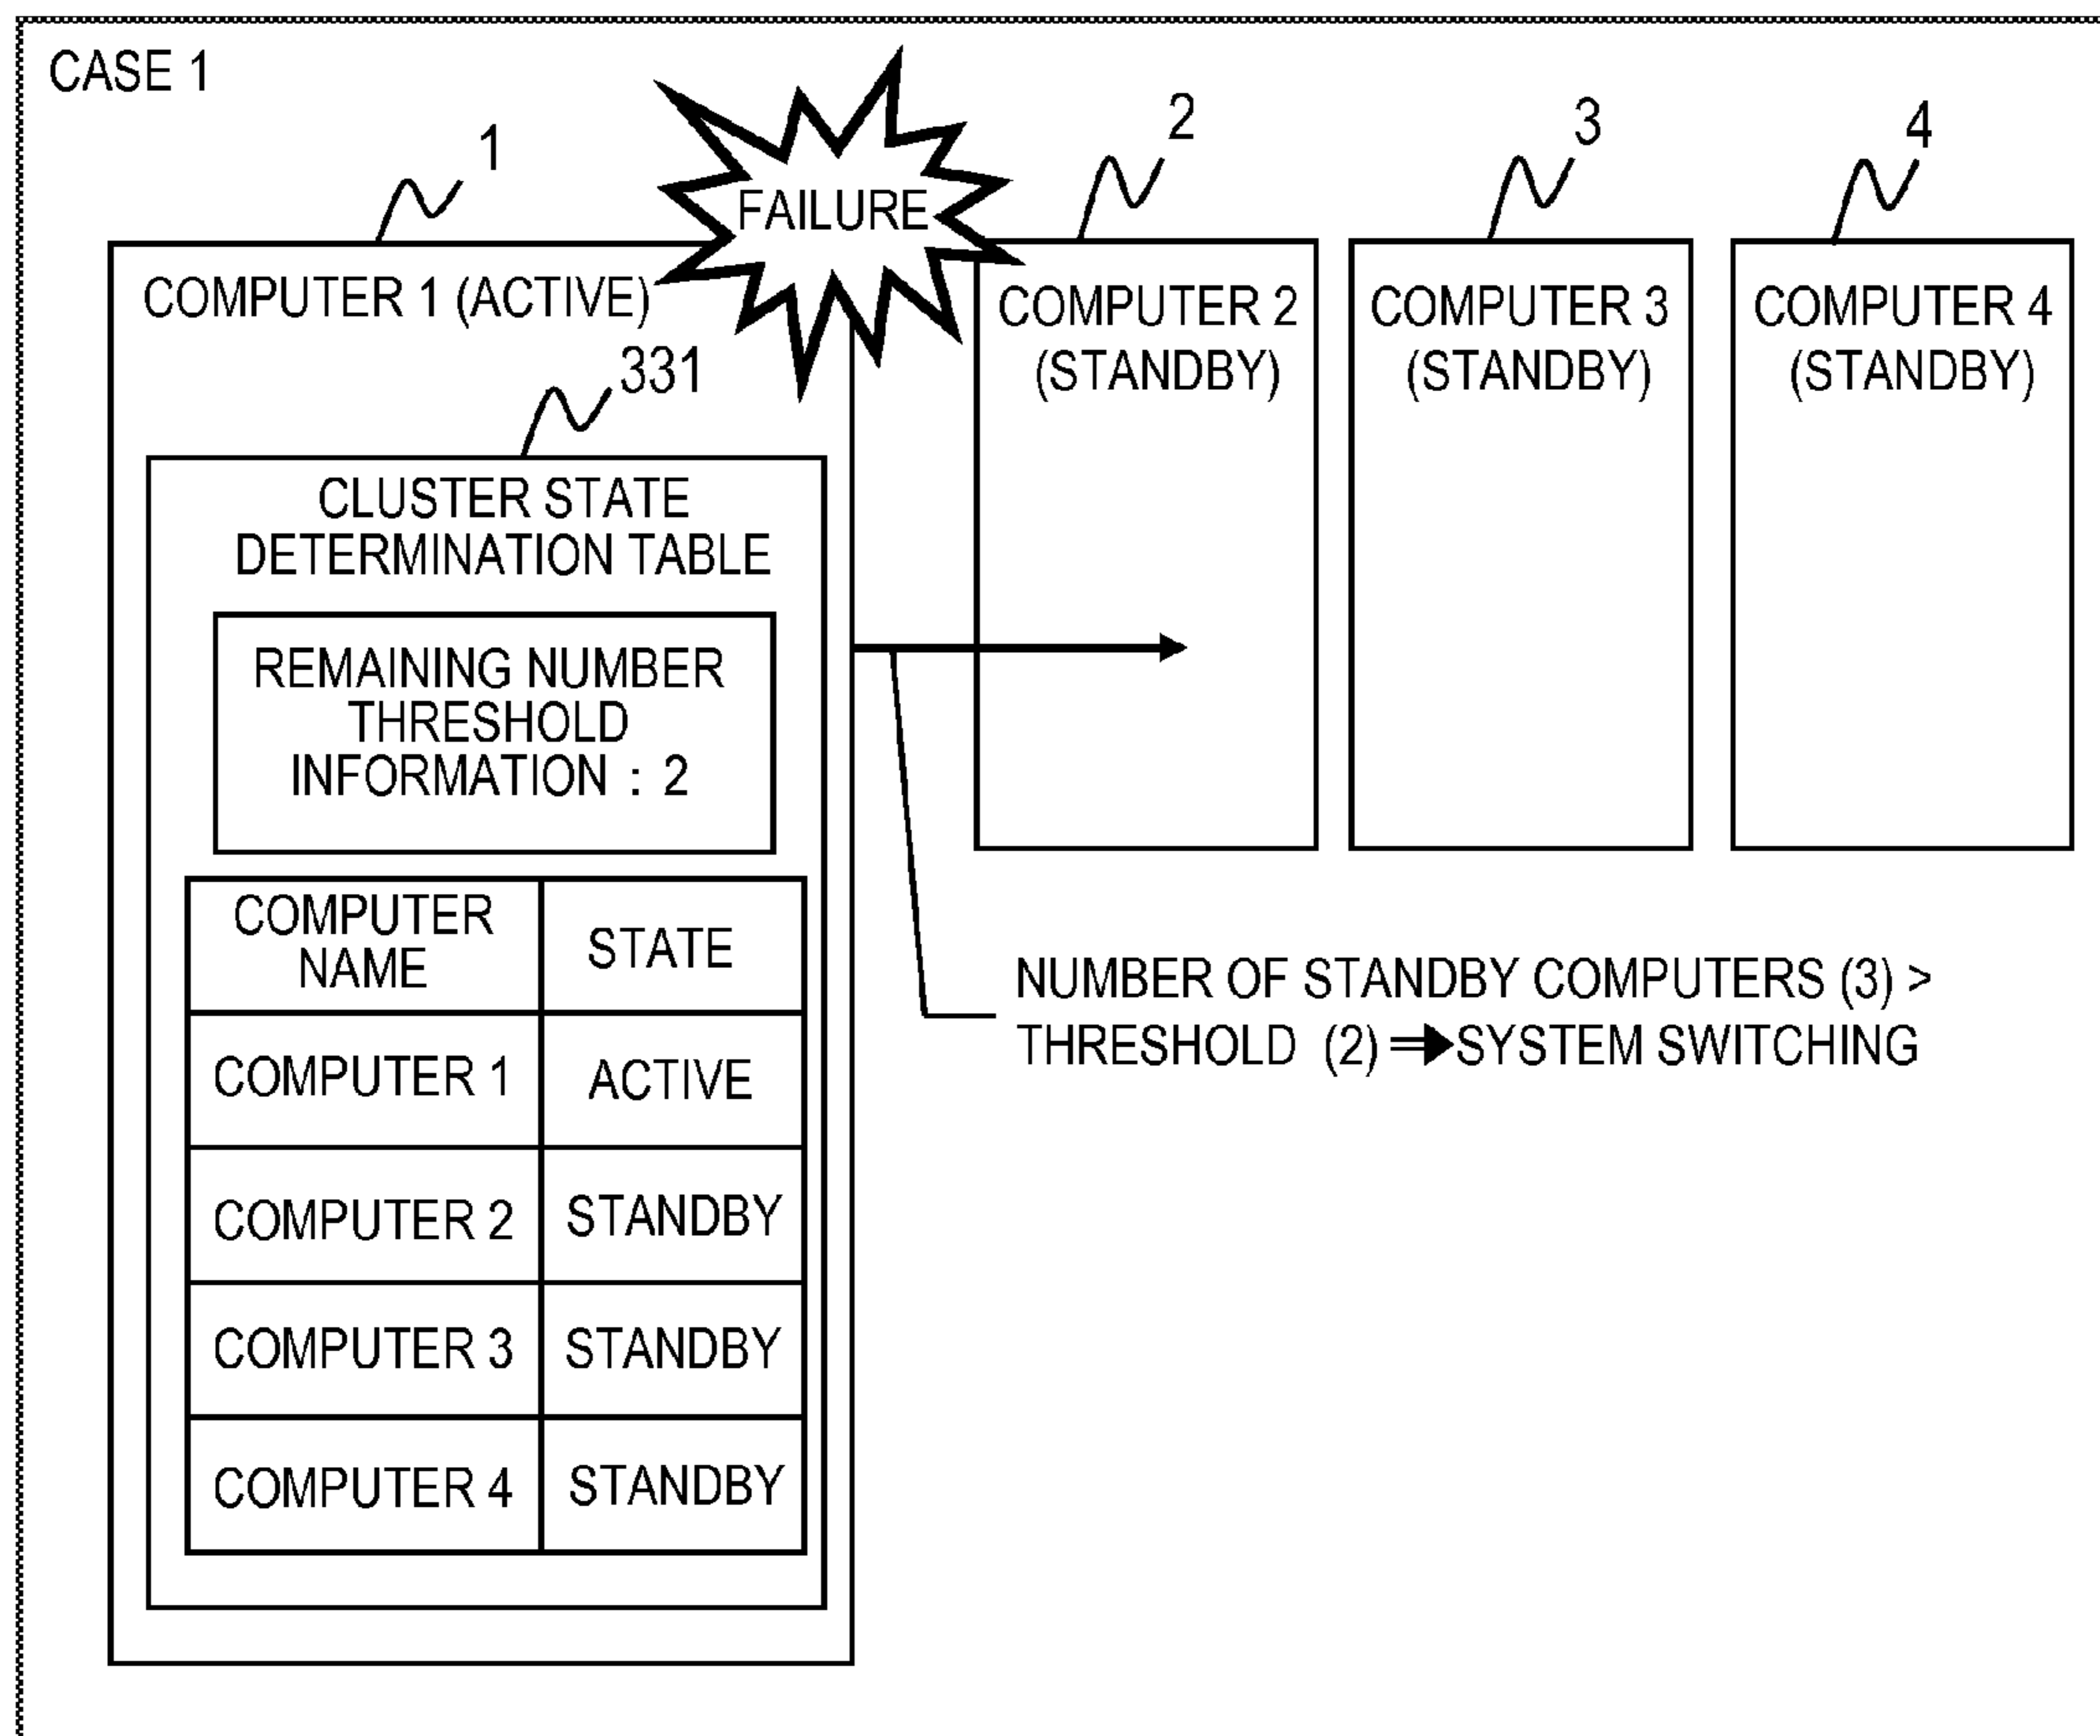 CASE 1
1
FAILURE
2
3
4
COMPUTER 1 (ACTIVE)
COMPUTER 2
(STANDBY)
COMPUTER 3
(STANDBY)
COMPUTER 4
(STANDBY)
331
CLUSTER STATE
DETERMINATION TABLE
REMAINING NUMBER
THRESHOLD
INFORMATION : 2
COMPUTER
NAME
STATE
COMPUTER 1
ACTIVE
COMPUTER 2
STANDBY
COMPUTER 3
STANDBY
COMPUTER 4
STANDBY
NUMBER OF STANDBY COMPUTERS (3) >
THRESHOLD (2) ⇒ SYSTEM SWITCHING